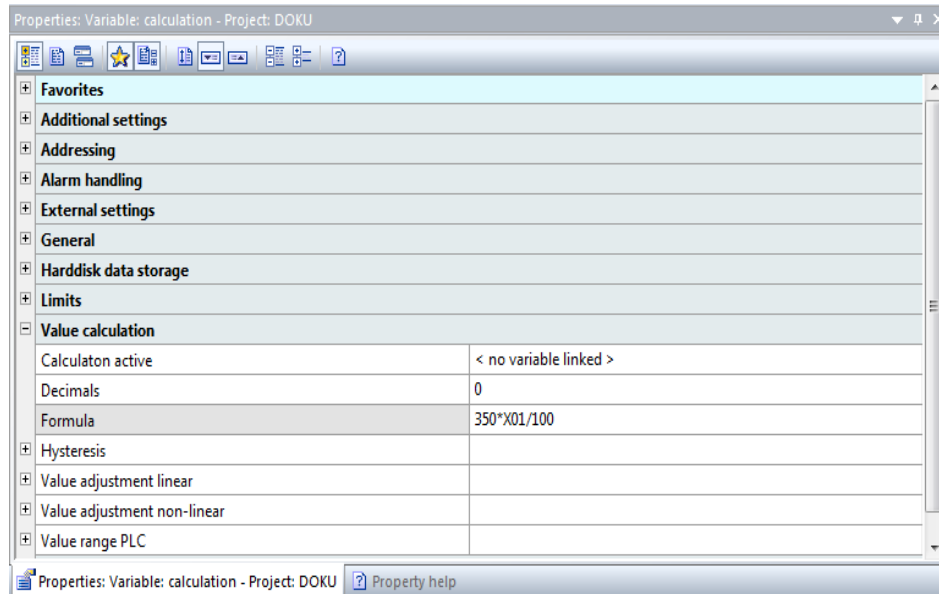 Properties: Variable: calculation - Project: DOKU
Favorites
Additional settings
Addressing
Alarm handling
External settings
General
Harddisk data storage
Limits
Value calculation
Calculaton active < no variable linked >
Decimals 0
Formula 350*X01/100
Hysteresis
Value adjustment linear
Value adjustment non-linear
Value range PLC
Properties: Variable: calculation - Project: DOKU Property help